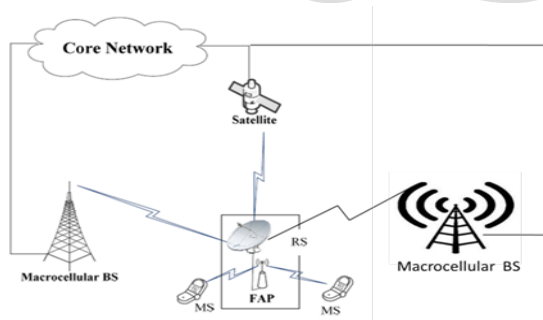 Core Network
Satellite
RS
Macrocellular BS
Macrocellular BS
FAP
MS
MS